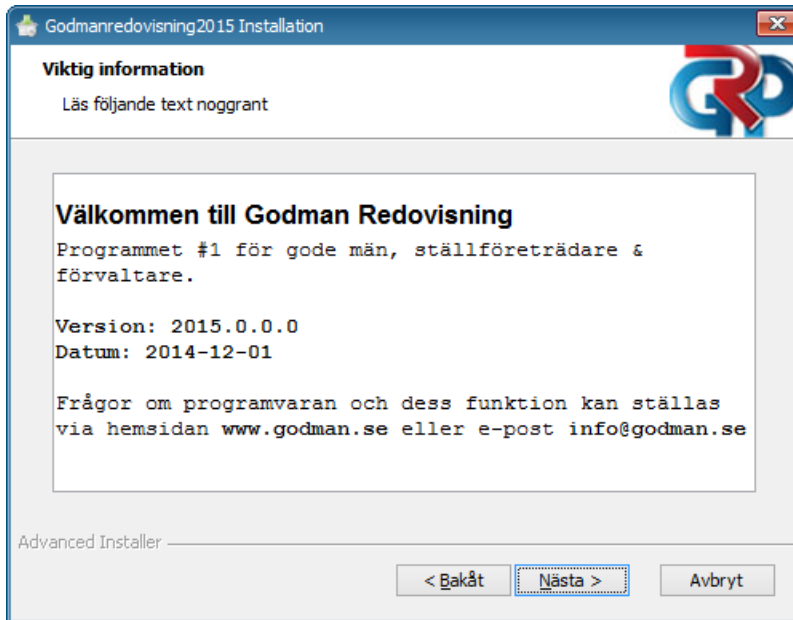 Godmanredovisning2015 Installation
Viktig information
Läs följande text noggrant
GRP
Välkommen till Godman Redovisning
Programmet #1 för gode män, ställföreträdare &
förvaltare.
Version: 2015.0.0.0
Datum: 2014-12-01
Frågor om programvaran och dess funktion kan ställas
via hemsidan www.godman.se eller e-post info@godman.se
Advanced Installer
< Bakåt Nästa > Avbryt